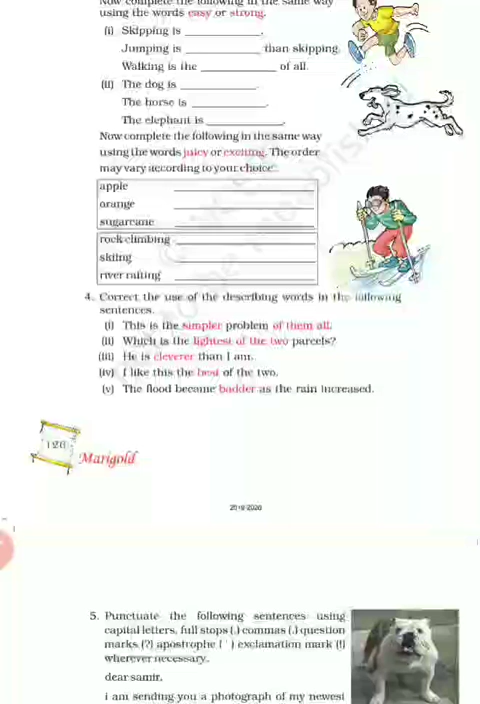 Now complete the following in the same way
using the words easy or strong.
(i) Skipping is ____________.
Jumping is ____________ than skipping.
Walking is the ____________ of all.
(ii) The dog is ____________.
The horse is ____________.
The elephant is ____________.
Now complete the following in the same way
using the words juicy or exciting. The order
may vary according to your choice.
apple ____________
orange ____________
sugarcane ____________
rock climbing ____________
skiing ____________
river rafting ____________
4. Correct the use of the describing words in the following
sentences.
(i) This is the simpler problem of them all.
(ii) Which is the lightest of the two parcels?
(iii) He is cleverer than I am.
(iv) I like this the best of the two.
(v) The flood became badder as the rain increased.
126
Marigold
2019-2020
5. Punctuate the following sentences using
capital letters, full stops (.) commas (,) question
marks (?) apostrophe ( ' ) exclamation mark (!)
wherever necessary.
dear samir,
i am sending you a photograph of my newest